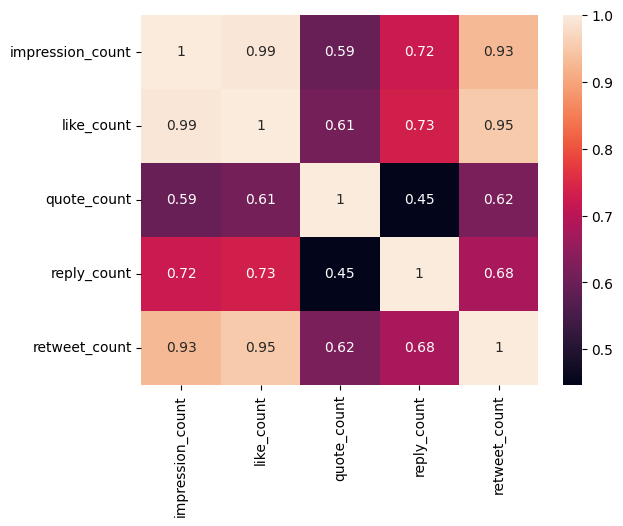 impression_count 1 0.99 0.59 0.72 0.93
like_count 0.99 1 0.61 0.73 0.95
quote_count 0.59 0.61 1 0.45 0.62
reply_count 0.72 0.73 0.45 1 0.68
retweet_count 0.93 0.95 0.62 0.68 1
impression_count
like_count
quote_count
reply_count
retweet_count
1.0
0.9
0.8
0.7
0.6
0.5